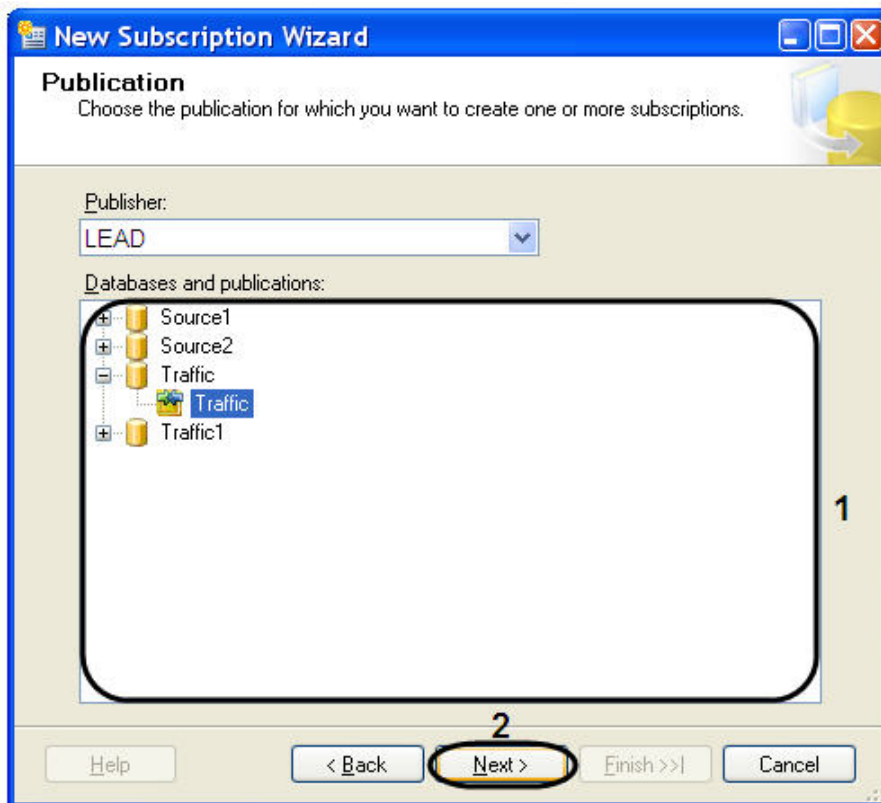 New Subscription Wizard
Publication
Choose the publication for which you want to create one or more subscriptions.
Publisher:
LEAD
Databases and publications:
Source1
Source2
Traffic
Traffic
Traffic1
1
2
Help
< Back
Next >
Finish >>|
Cancel